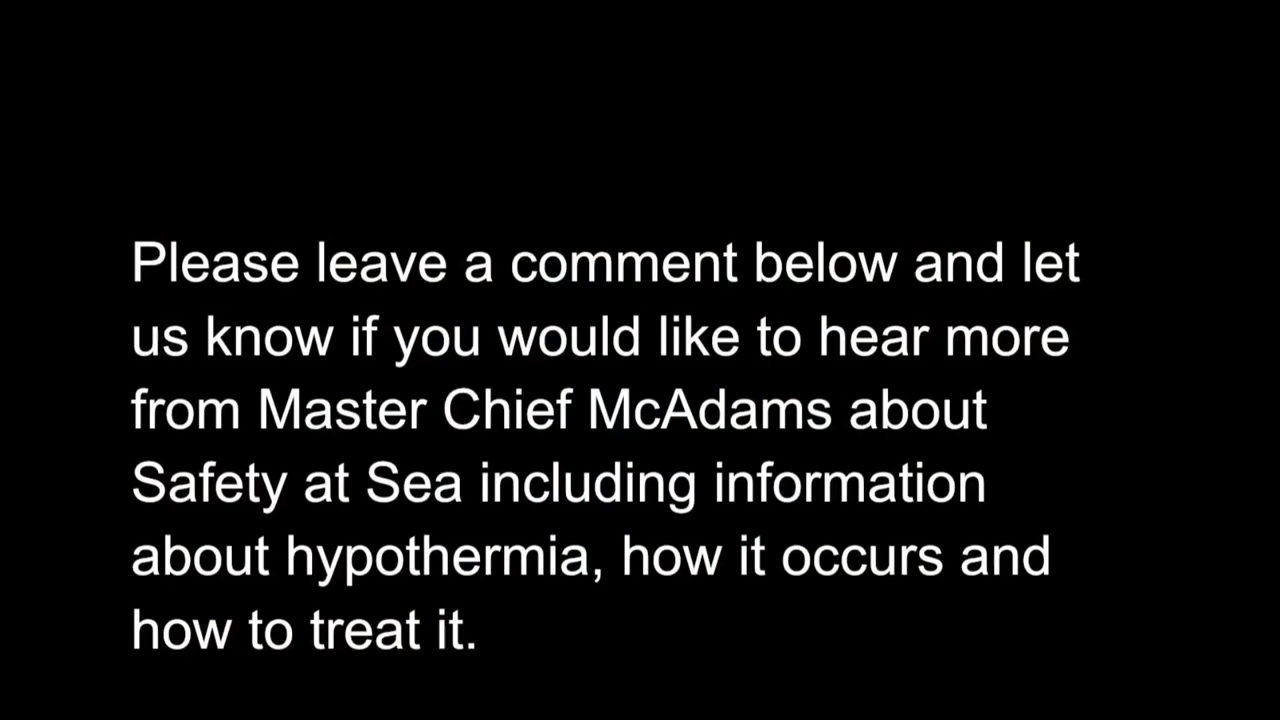 Please leave a comment below and let
us know if you would like to hear more
from Master Chief McAdams about
Safety at Sea including information
about hypothermia, how it occurs and
how to treat it.